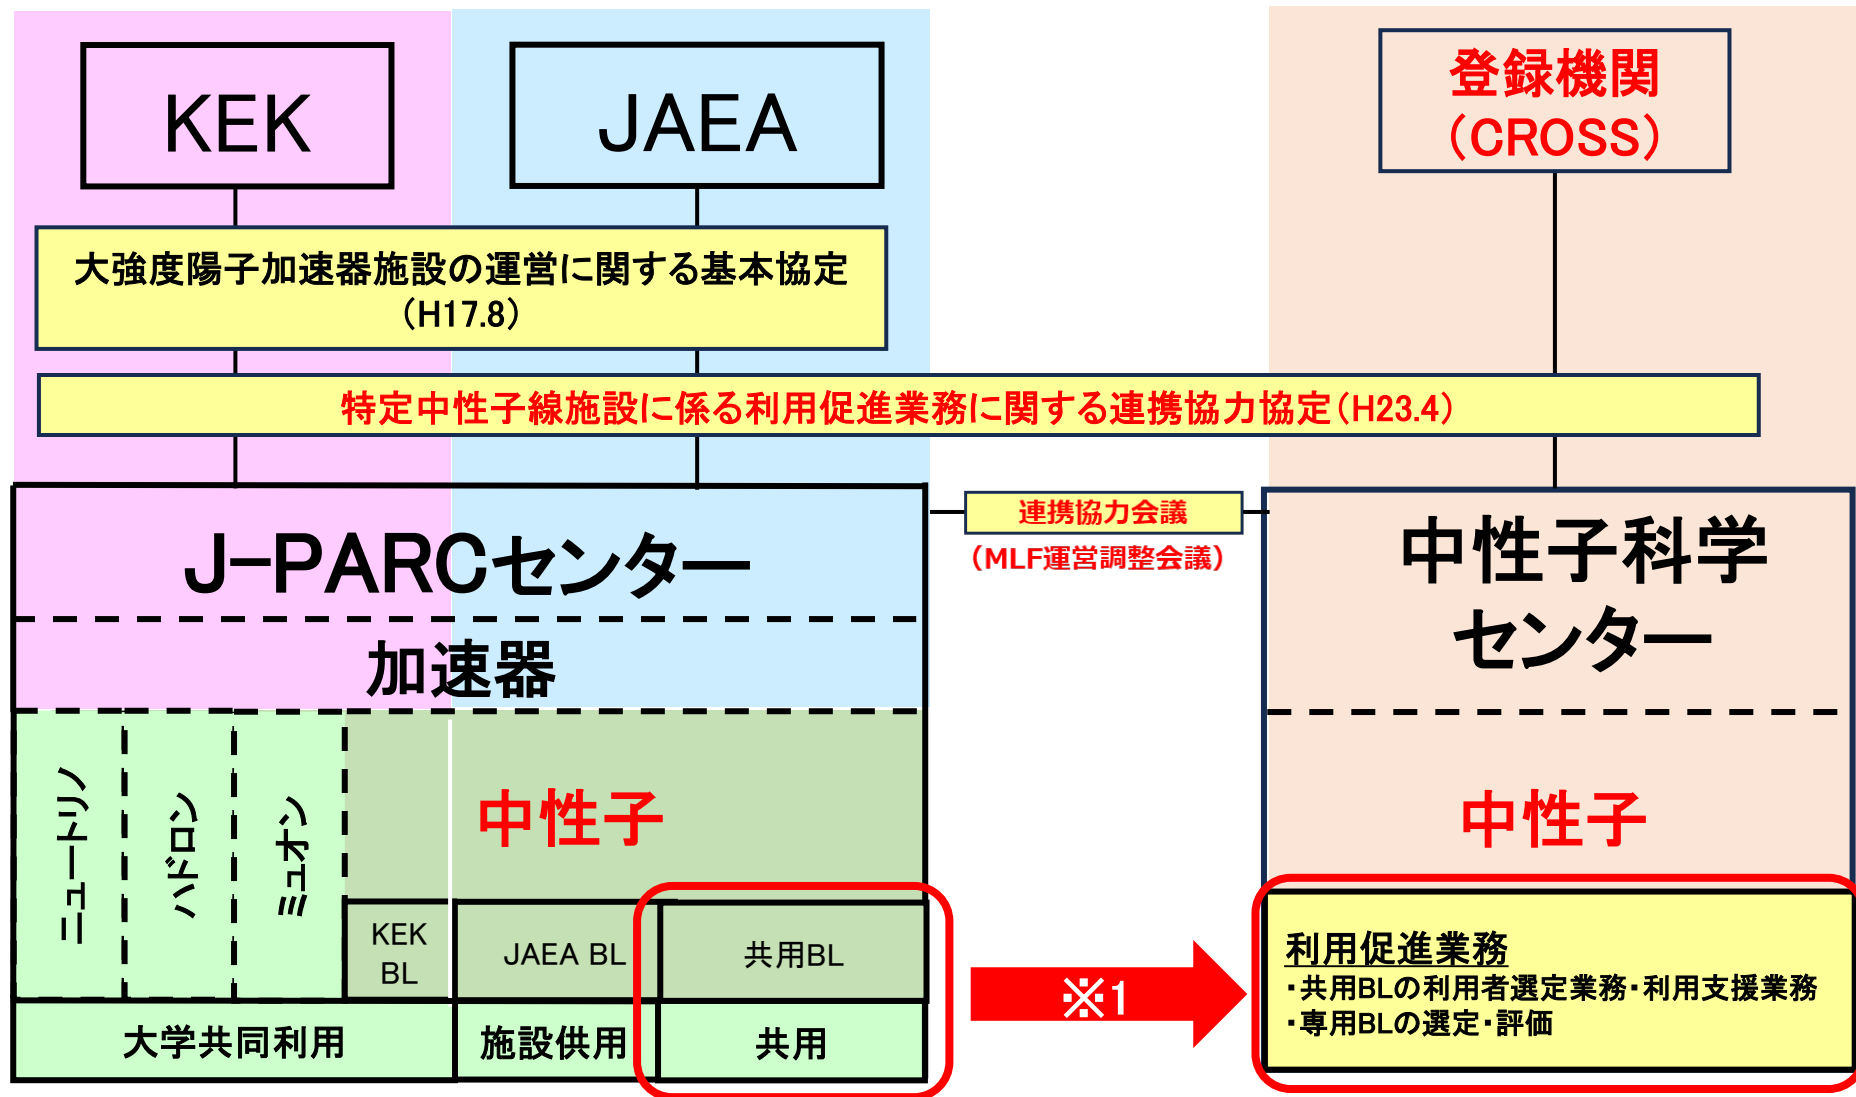 KEK
JAEA
登録機関
（CROSS）
大強度陽子加速器施設の運営に関する基本協定
（H17.8）
特定中性子線施設に係る利用促進業務に関する連携協力協定（H23.4）
J-PARCセンター
連携協力会議
（MLF運営調整会議）
中性子科学
センター
加速器
ニュートリノ
ハドロン
ミュオン
中性子
中性子
KEK
BL
JAEA BL
共用BL
※1
利用促進業務
・共用BLの利用者選定業務・利用支援業務
・専用BLの選定・評価
大学共同利用
施設供用
共用